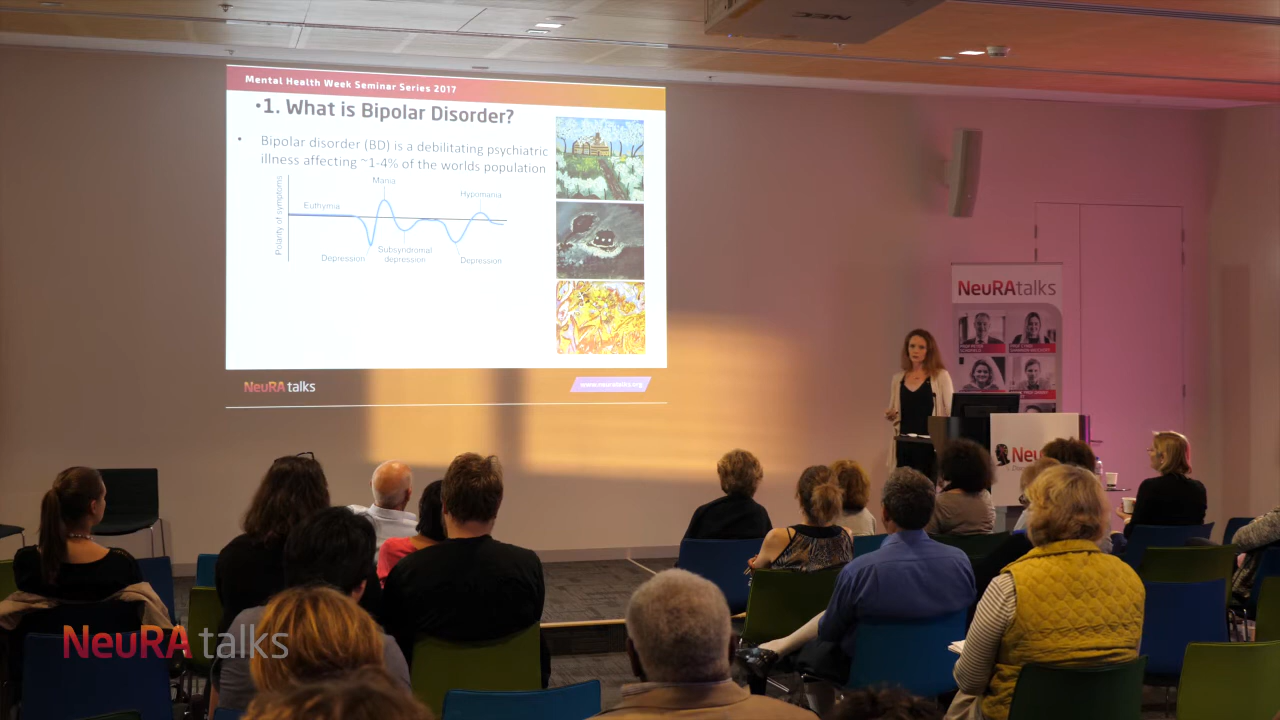 NEC
Mental Health Week Seminar Series 2017
•1. What is Bipolar Disorder?
• Bipolar disorder (BD) is a debilitating psychiatric
illness affecting ~1-4% of the worlds population
Polarity of symptoms
Mania
Hypomania
Euthymia
Subsyndromal
depression
Depression
Depression
NeuRA talks
www.neuratalks.org
NeuRAtalks
Neu
NeuRA talks